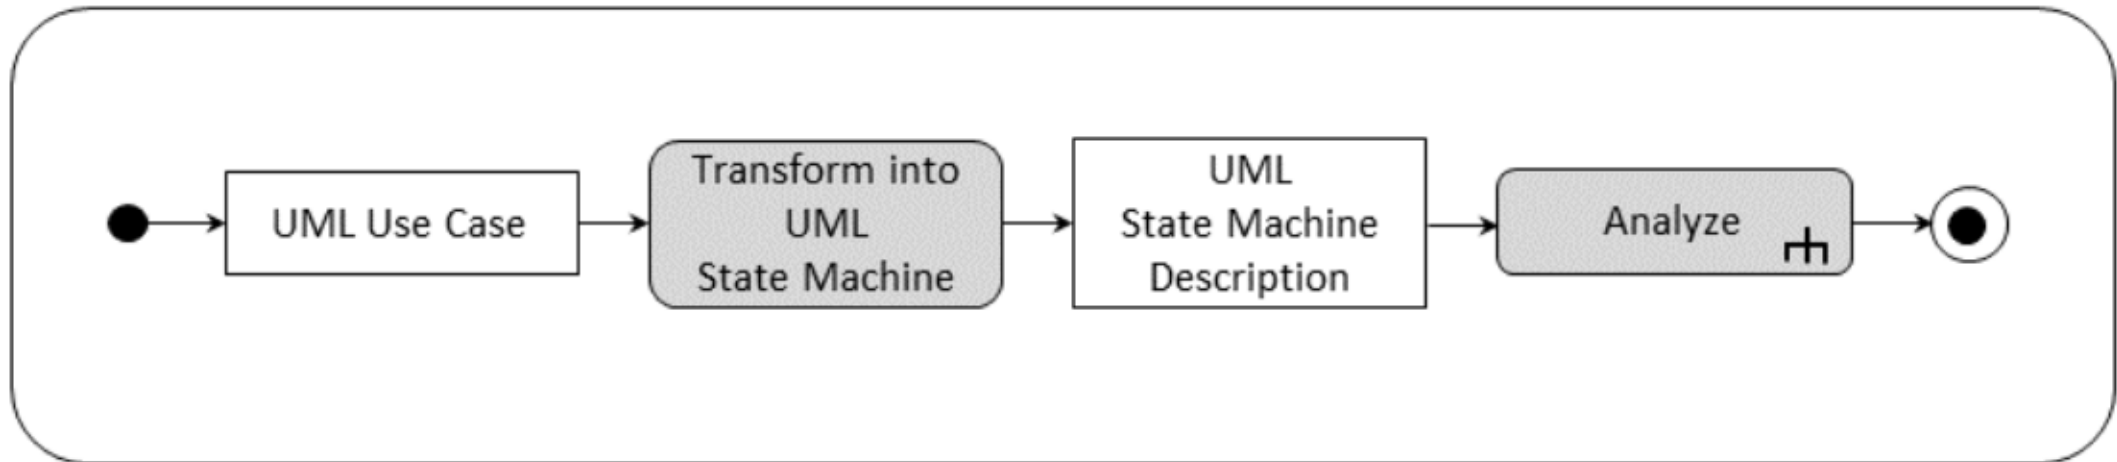 UML Use Case
Transform into
UML
State Machine
UML
State Machine
Description
Analyze